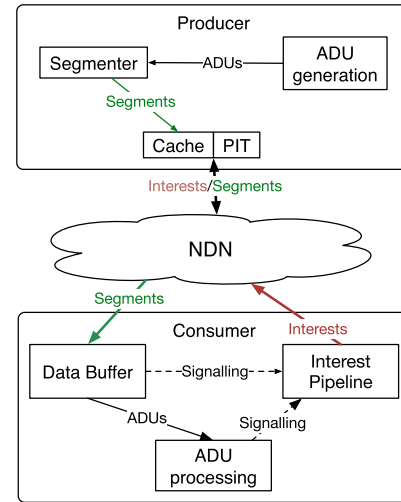 Producer
Segmenter
ADUs
ADU
generation
Segments
Cache
PIT
Interests/Segments
NDN
Segments
Interests
Consumer
Data Buffer
Signalling
Interest
Pipeline
ADUs
Signalling
ADU
processing